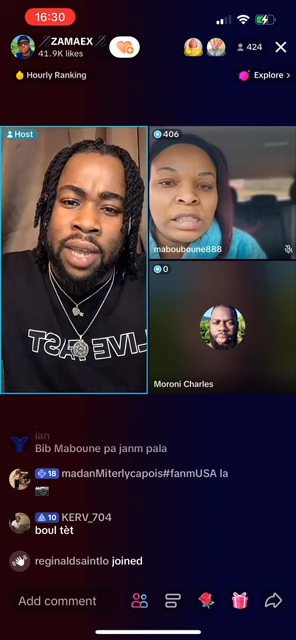 16:30
ZAMAEX
41.9K likes
424
Hourly Ranking
Explore >
Host
406
mabouboune888
LIVE FAST
0
Moroni Charles
ian
Bib Maboune pa janm pala
18 madanMiterlycapois#fanmUSA la
10 KERV_704
boul tèt
reginaldsaintlo joined
Add comment